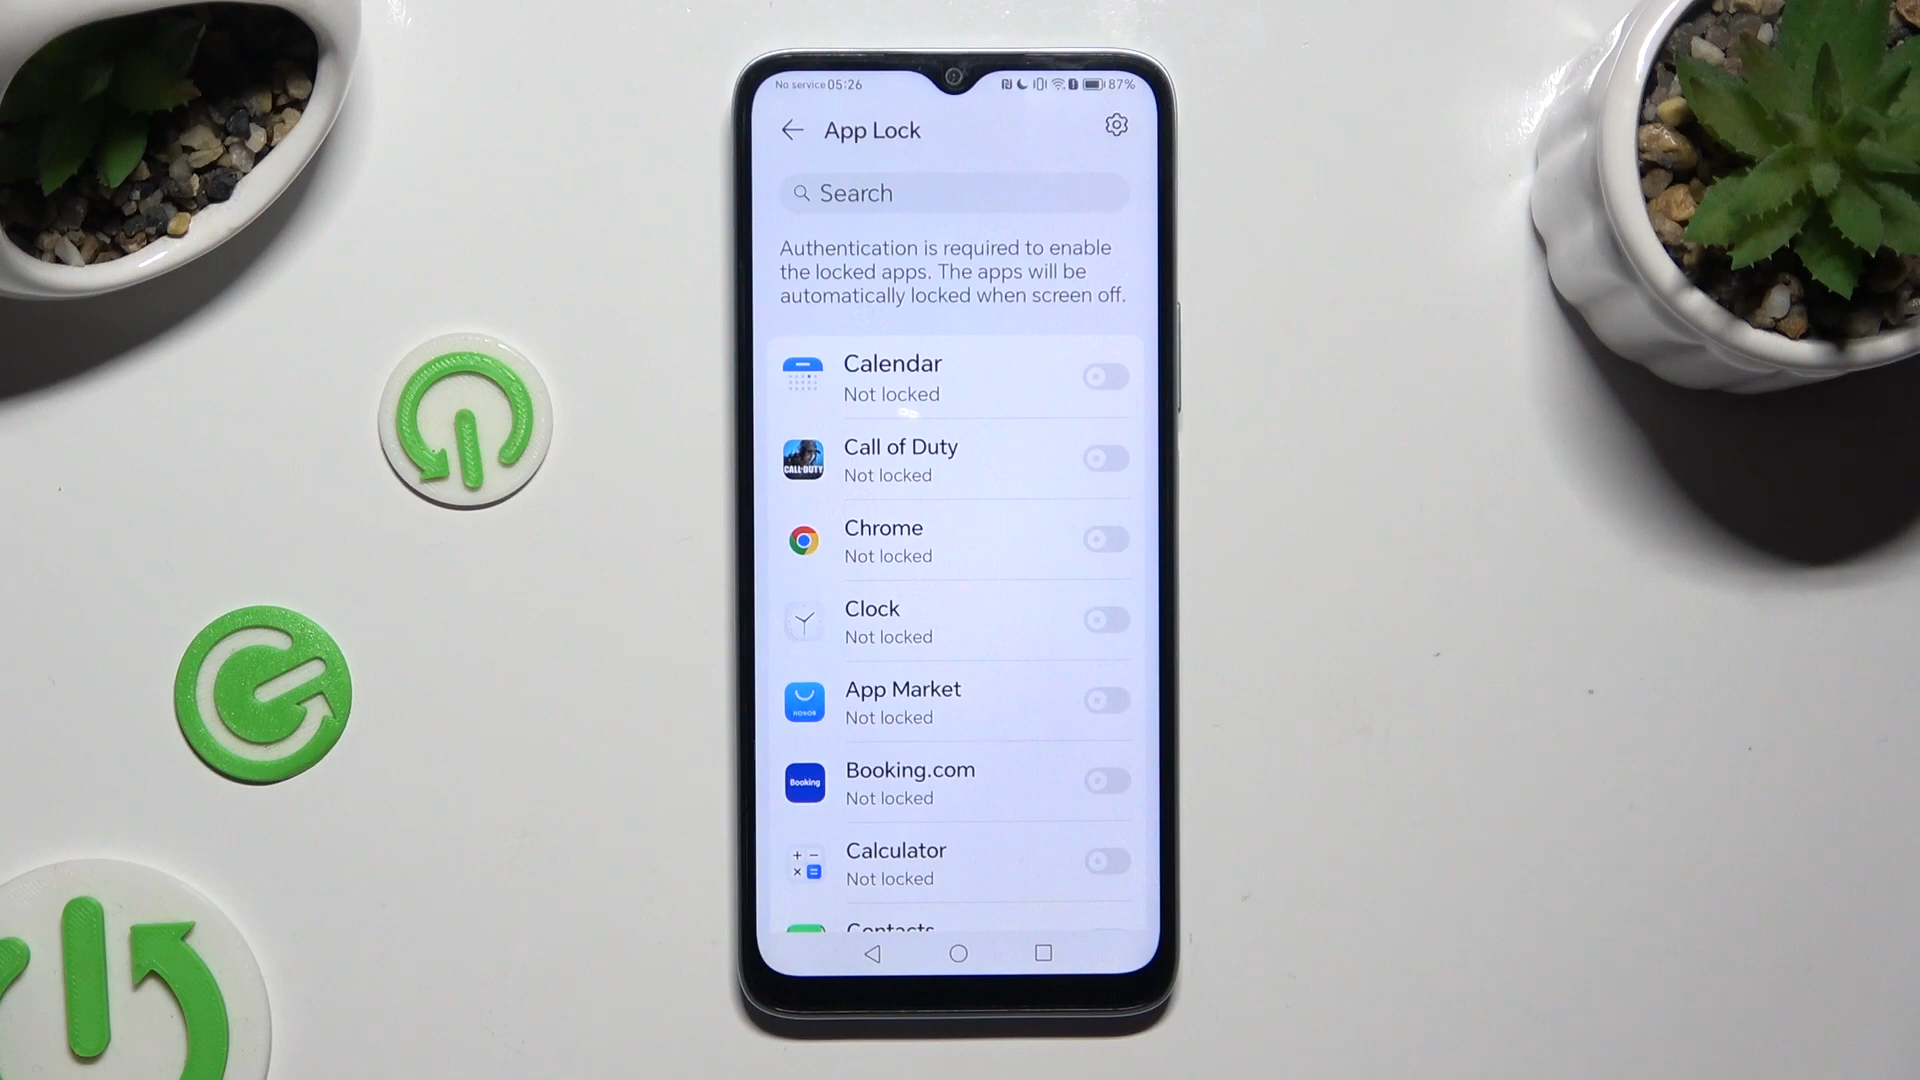 No service 05:26
87%
App Lock
Search
Authentication is required to enable
the locked apps. The apps will be
automatically locked when screen off.
Calendar
Not locked
CALL OF DUTY
Call of Duty
Not locked
Chrome
Not locked
Clock
Not locked
HONOR
App Market
Not locked
Booking
Booking.com
Not locked
Calculator
Not locked
Contacts